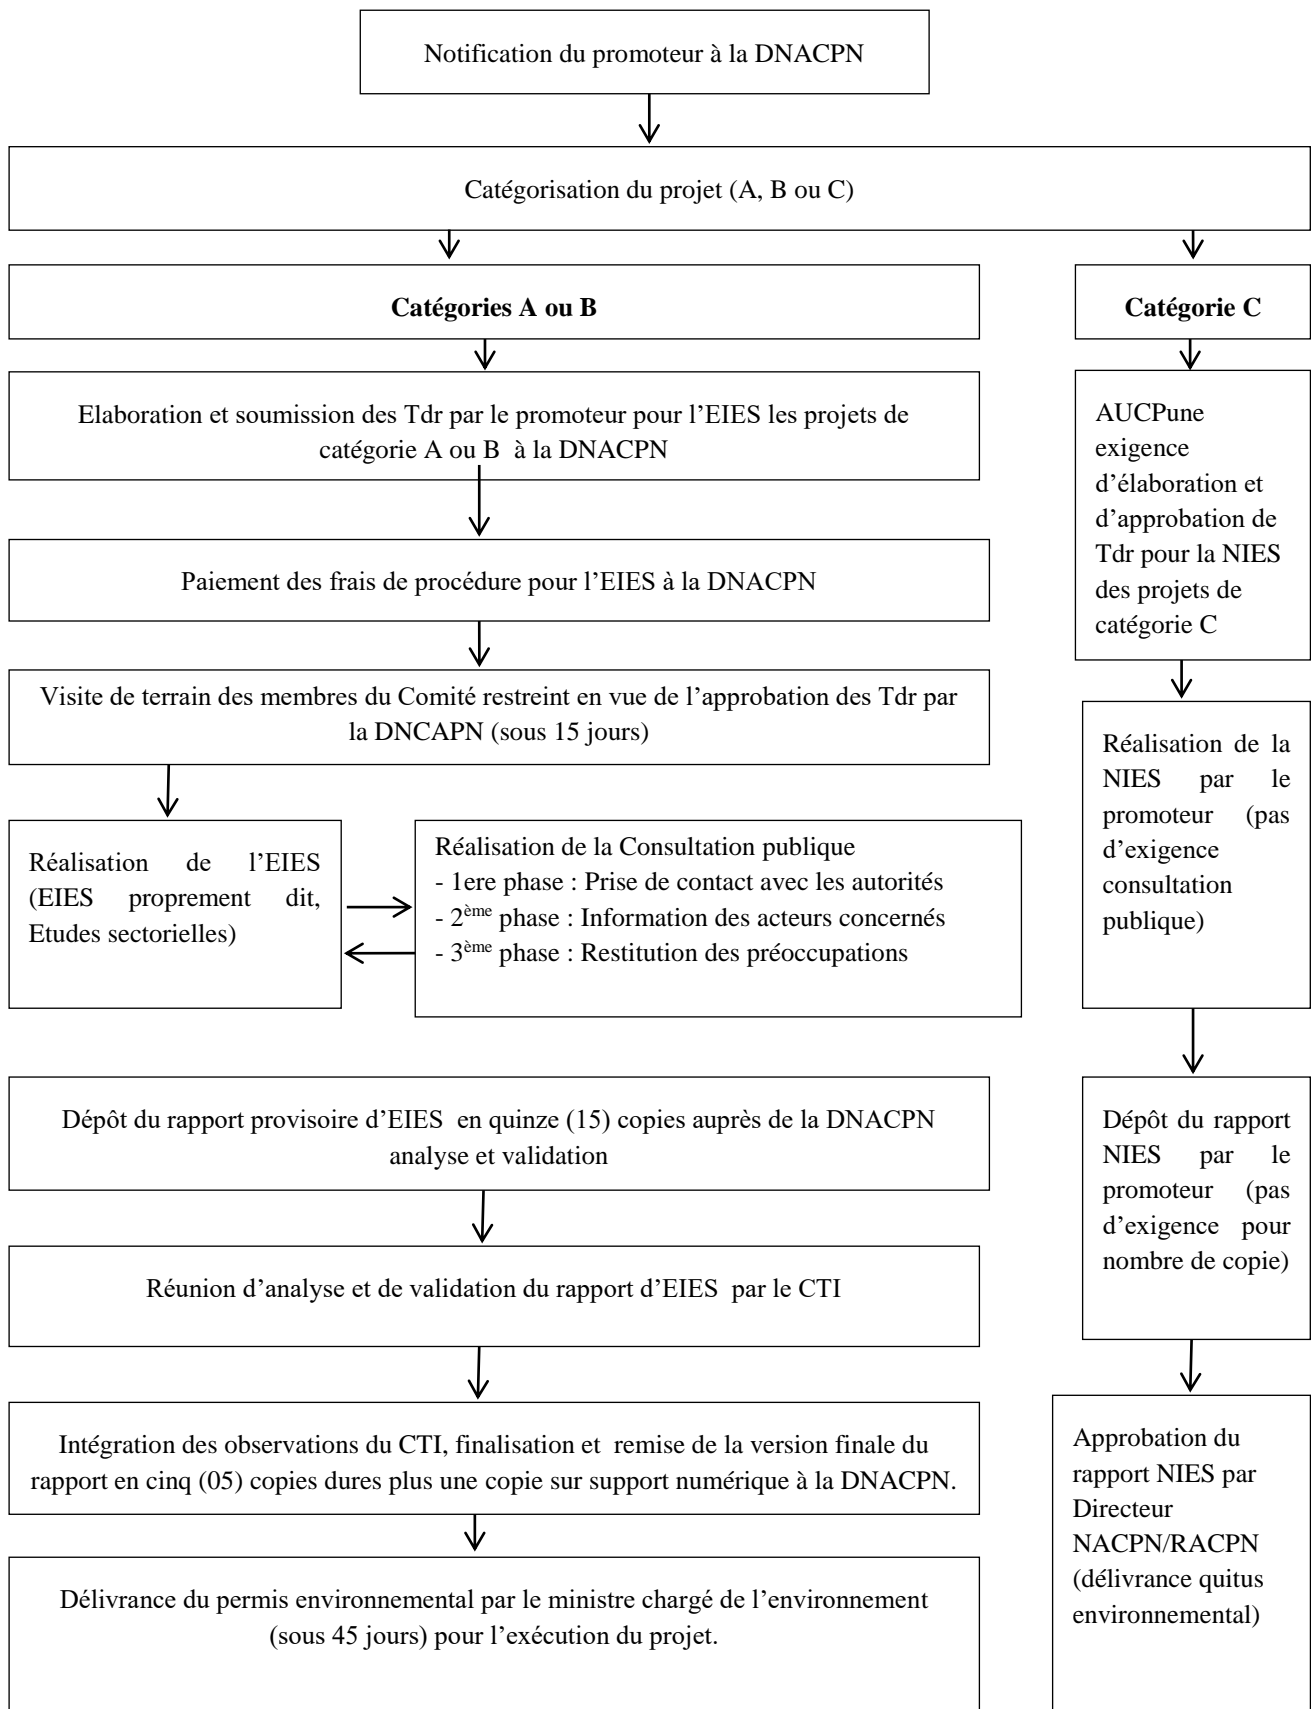 Notification du promoteur à la DNACPN
Catégorisation du projet (A, B ou C)
Catégories A ou B
Catégorie C
Elaboration et soumission des Tdr par le promoteur pour l’EIES les projets de
catégorie A ou B à la DNACPN
AUCPune
exigence
d’élaboration et
d’approbation de
Tdr pour la NIES
des projets de
catégorie C
Paiement des frais de procédure pour l’EIES à la DNACPN
Visite de terrain des membres du Comité restreint en vue de l’approbation des Tdr par
la DNCAPN (sous 15 jours)
Réalisation de la
NIES par le
promoteur (pas
d’exigence
consultation
publique)
Réalisation de l’EIES
(EIES proprement dit,
Etudes sectorielles)
Réalisation de la Consultation publique
- 1ere phase : Prise de contact avec les autorités
- 2ème phase : Information des acteurs concernés
- 3ème phase : Restitution des préoccupations
Dépôt du rapport provisoire d’EIES en quinze (15) copies auprès de la DNACPN
analyse et validation
Dépôt du rapport
NIES par le
promoteur (pas
d’exigence pour
nombre de copie)
Réunion d’analyse et de validation du rapport d’EIES par le CTI
Intégration des observations du CTI, finalisation et remise de la version finale du
rapport en cinq (05) copies dures plus une copie sur support numérique à la DNACPN.
Approbation du
rapport NIES par
Directeur
NACPN/RACPN
(délivrance quitus
environnemental)
Délivrance du permis environnemental par le ministre chargé de l’environnement
(sous 45 jours) pour l’exécution du projet.